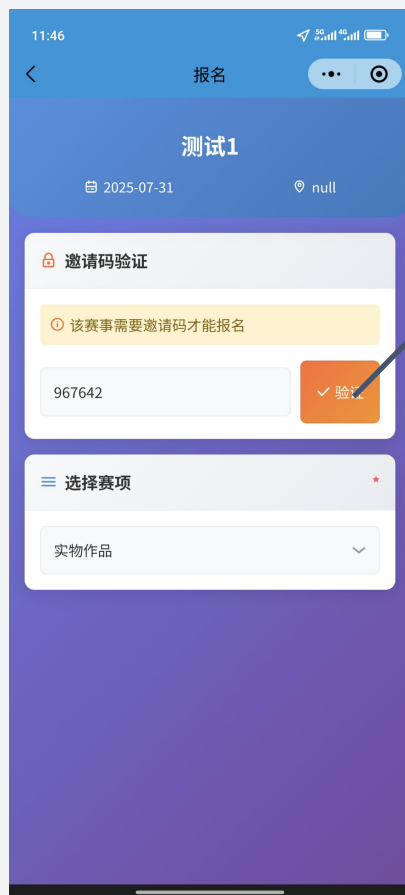 11:46
5G 4G
报名
测试1
2025-07-31
null
邀请码验证
该赛事需要邀请码才能报名
967642
验证
选择赛项 *
实物作品